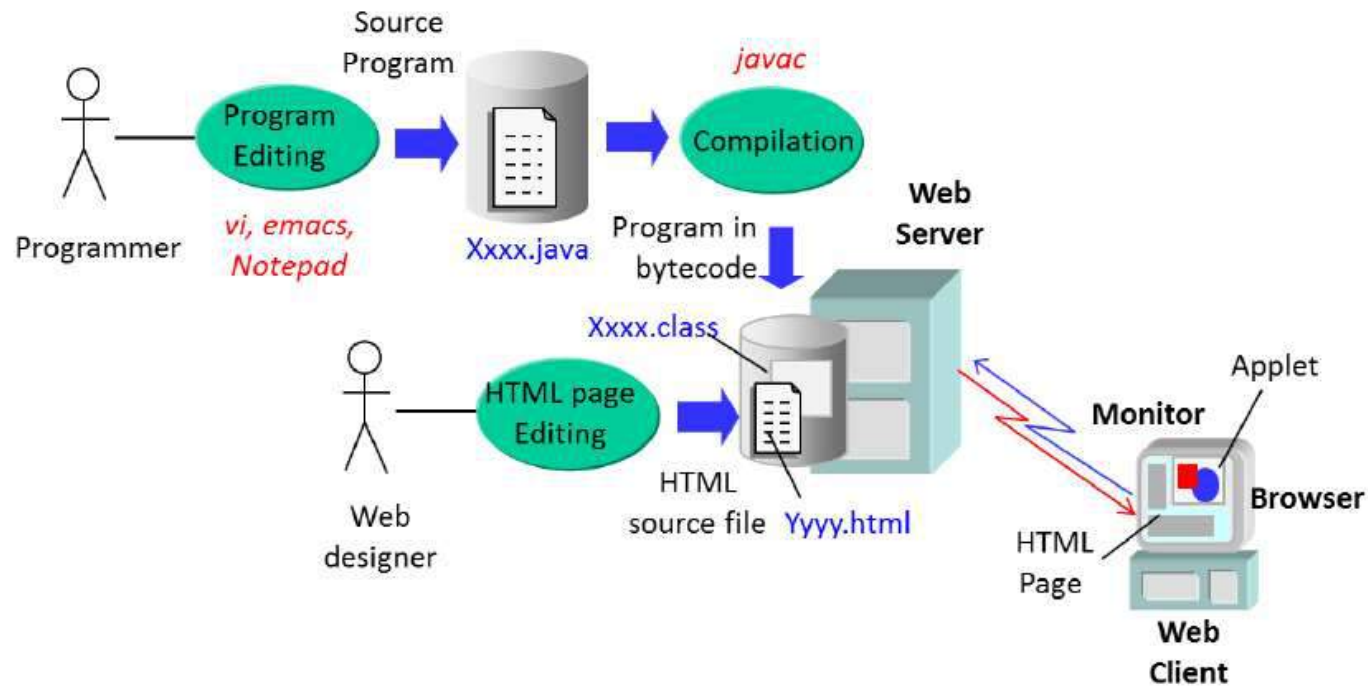 Source
Program
javac
Program
Editing
Compilation
Programmer
vi, emacs,
Notepad
Xxxx.java
Program in
bytecode
Web
Server
Xxxx.class
HTML page
Editing
Applet
Monitor
Browser
Web
designer
HTML
source file
Yyyy.html
HTML
Page
Web
Client